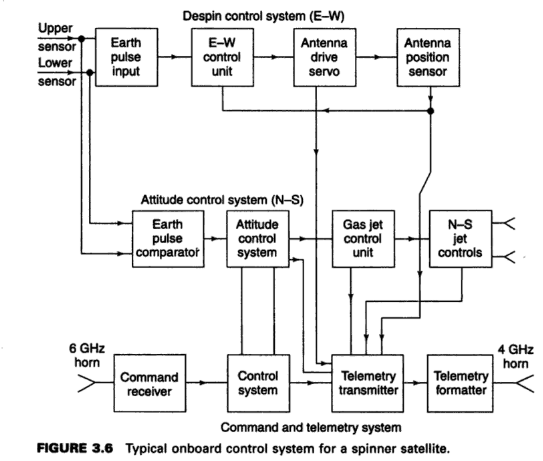 Despin control system (E–W)
Upper
sensor
Lower
sensor
Earth
pulse
input
E–W
control
unit
Antenna
drive
servo
Antenna
position
sensor
Attitude control system (N–S)
Earth
pulse
comparator
Attitude
control
system
Gas jet
control
unit
N–S
jet
controls
6 GHz
horn
Command
receiver
Control
system
Telemetry
transmitter
Telemetry
formatter
4 GHz
horn
Command and telemetry system
FIGURE 3.6 Typical onboard control system for a spinner satellite.